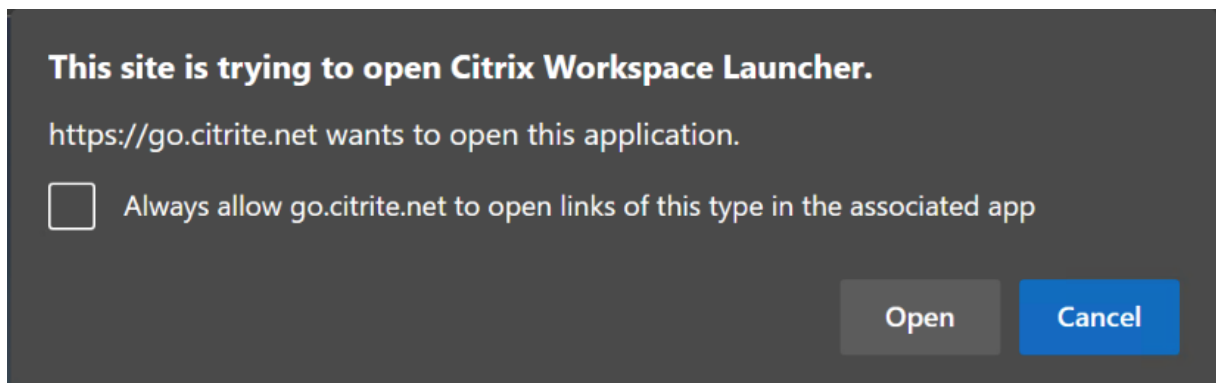 This site is trying to open Citrix Workspace Launcher.
https://go.citrite.net wants to open this application.
Always allow go.citrite.net to open links of this type in the associated app
Open
Cancel